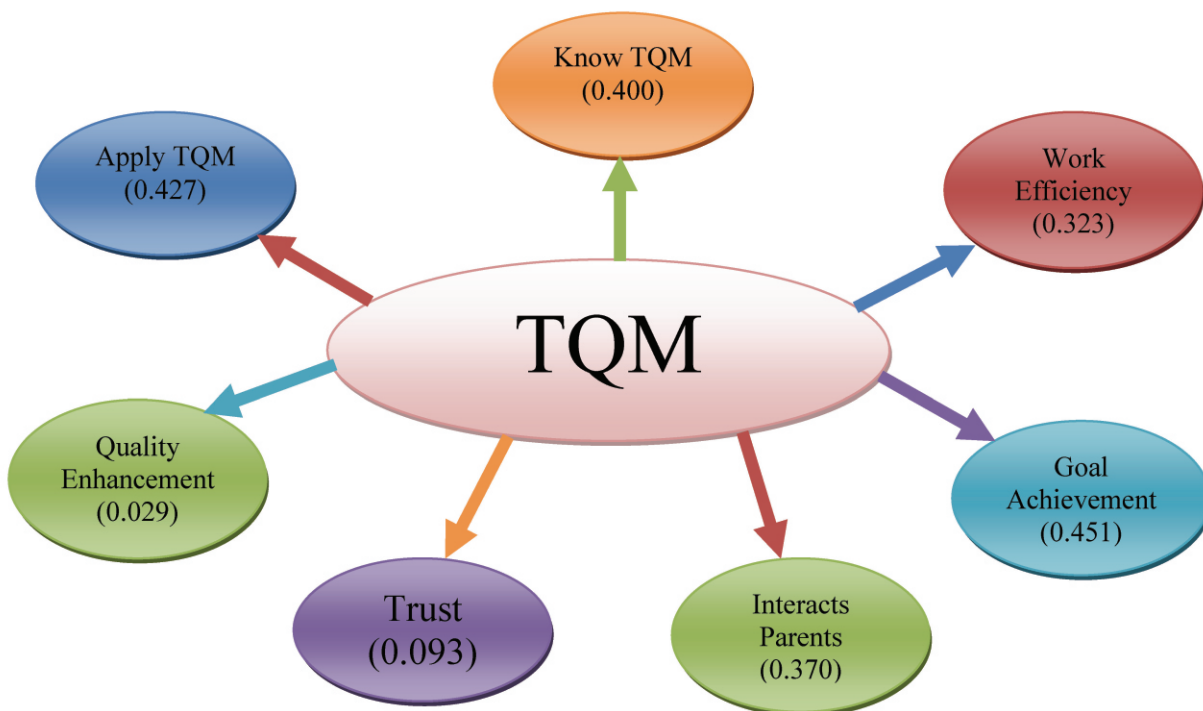 Know TQM
(0.400)
Apply TQM
(0.427)
Work
Efficiency
(0.323)
TQM
Quality
Enhancement
(0.029)
Goal
Achievement
(0.451)
Trust
(0.093)
Interacts
Parents
(0.370)